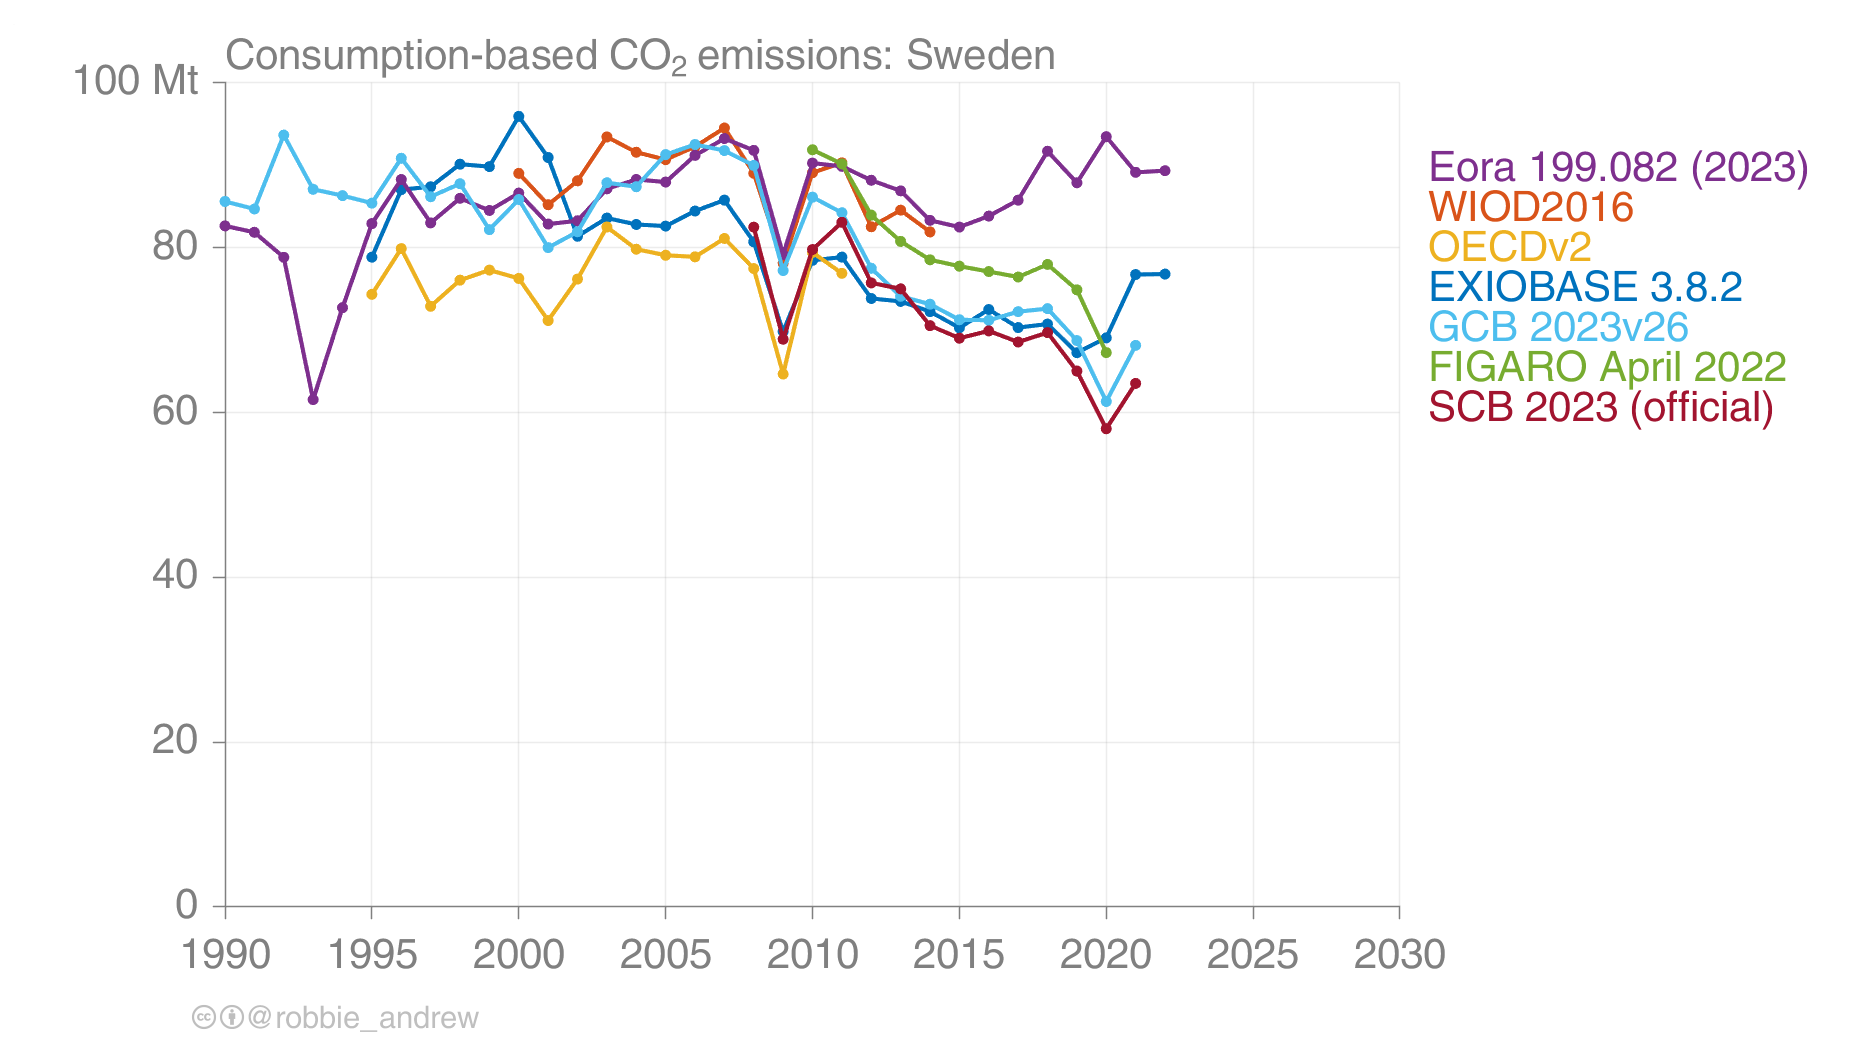 Consumption-based CO₂ emissions: Sweden
100 Mt
80
60
40
20
0
1990 1995 2000 2005 2010 2015 2020 2025 2030
Eora 199.082 (2023)
WIOD2016
OECDv2
EXIOBASE 3.8.2
GCB 2023v26
FIGARO April 2022
SCB 2023 (official)
cc @robbie_andrew